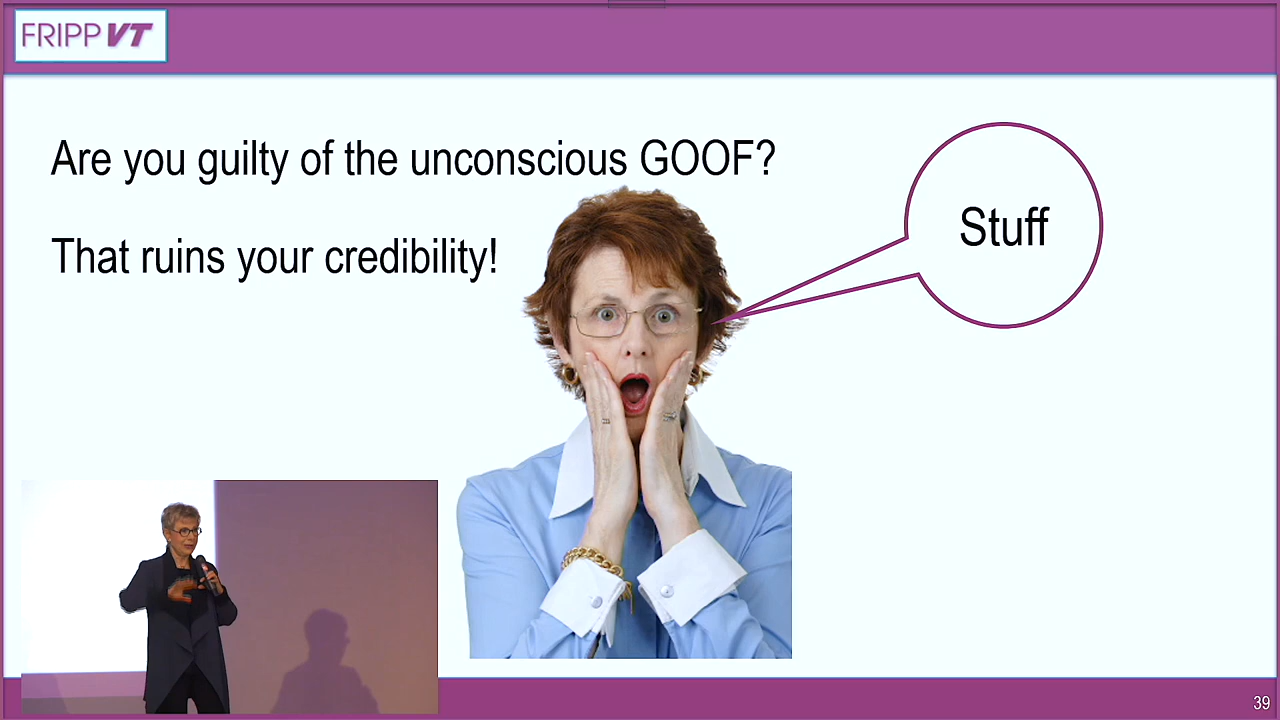 FRIPP VT
Are you guilty of the unconscious GOOF?
That ruins your credibility!
Stuff
39